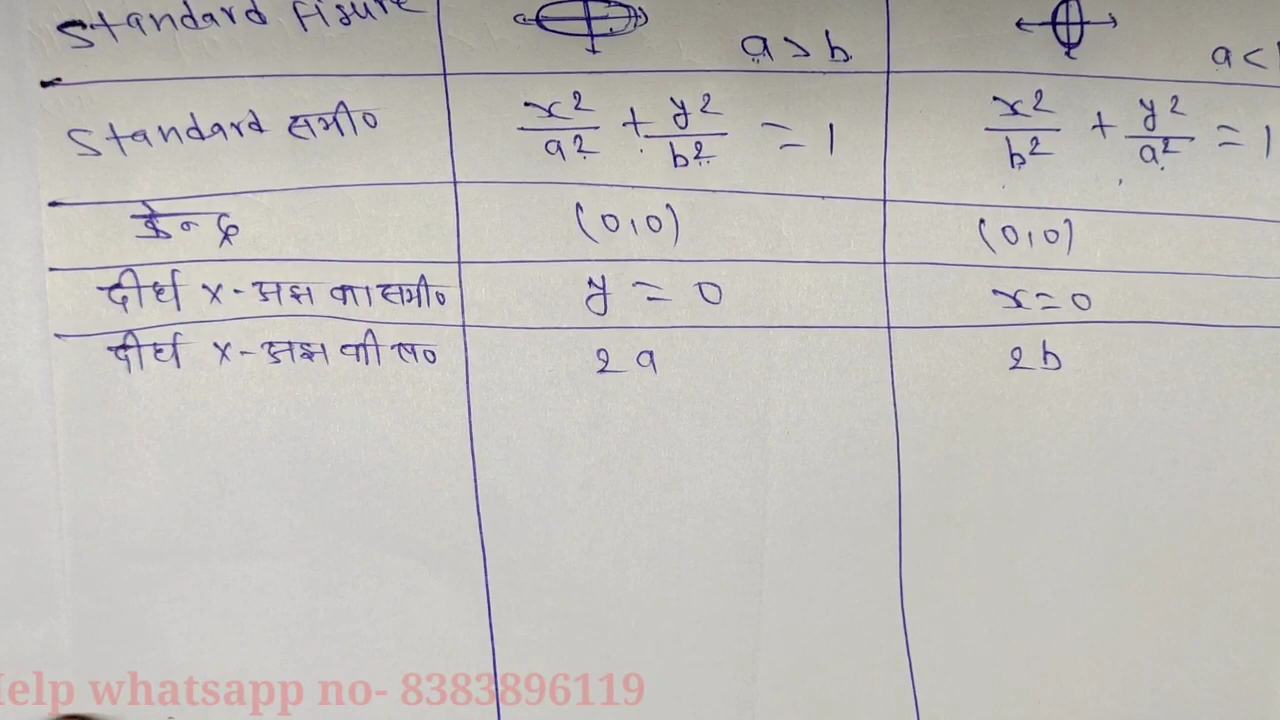 Standard Figure
a > b
a <
Standard समी०
x²/a² + y²/b² = 1
x²/b² + y²/a² = 1
केन्द्र
(0,0)
(0,0)
दीर्घ x-अक्ष का समी०
y = 0
x=0
दीर्घ x-अक्ष की ल०
2a
2b
Help whatsapp no- 8383896119